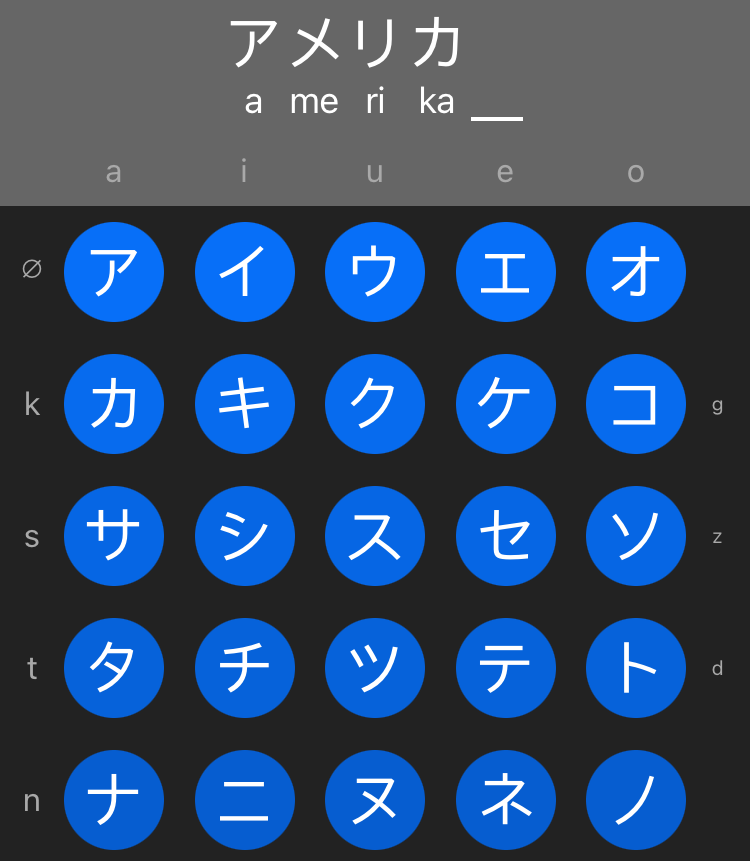 アメリカ
a me ri ka __
a i u e o
∅ ア イ ウ エ オ
k カ キ ク ケ コ g
s サ シ ス セ ソ z
t タ チ ツ テ ト d
n ナ ニ ヌ ネ ノ